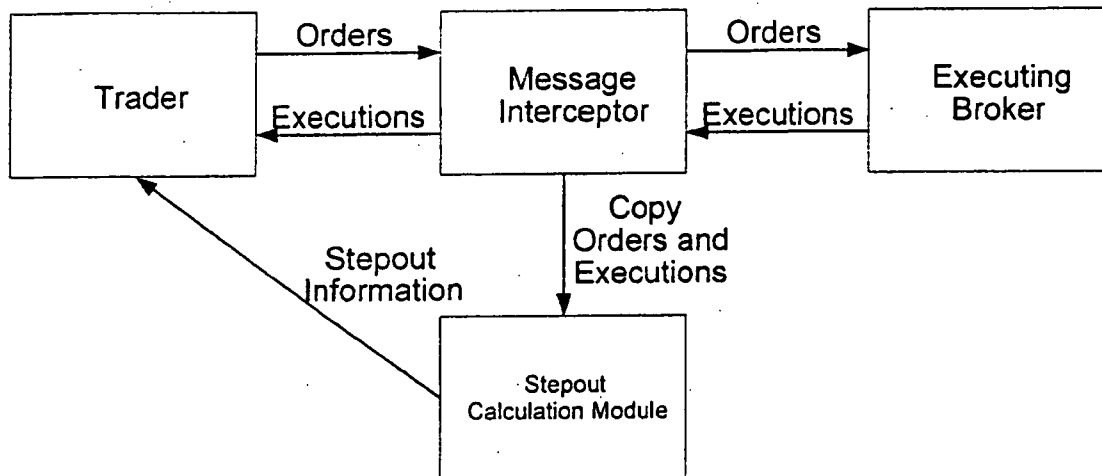 Orders
Orders
Trader
Message
Interceptor
Executing
Broker
Executions
Executions
Copy
Orders and
Executions
Stepout
Information
Stepout
Calculation Module